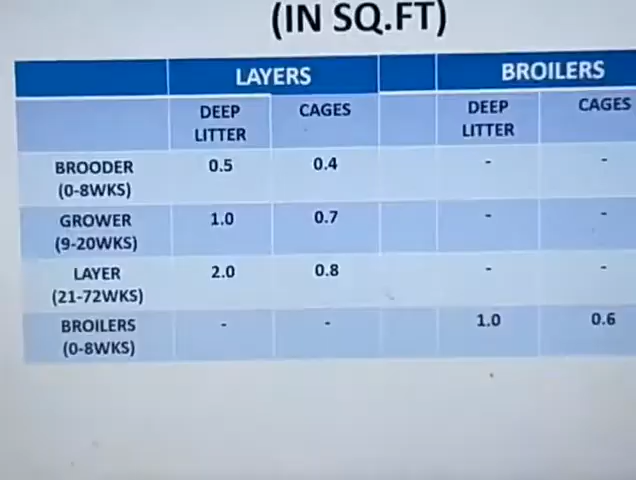 (IN SQ.FT)
LAYERS BROILERS
DEEP LITTER CAGES DEEP LITTER CAGES
BROODER (0-8WKS) 0.5 0.4 - -
GROWER (9-20WKS) 1.0 0.7 - -
LAYER (21-72WKS) 2.0 0.8 - -
BROILERS (0-8WKS) - - 1.0 0.6